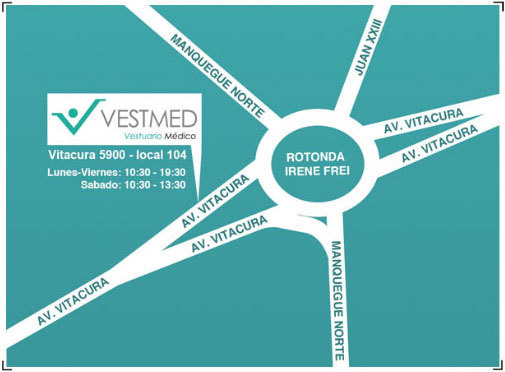 MANQUEGUE NORTE
JUAN XXIII
VESTMED
Vestuario Médico
Vitacura 5900 - local 104
Lunes-Viernes: 10:30 - 19:30
Sabado: 10:30 - 13:30
AV. VITACURA
AV. VITACURA
ROTONDA
IRENE FREI
AV. VITACURA
AV. VITACURA
MANQUEGUE NORTE
AV. VITACURA